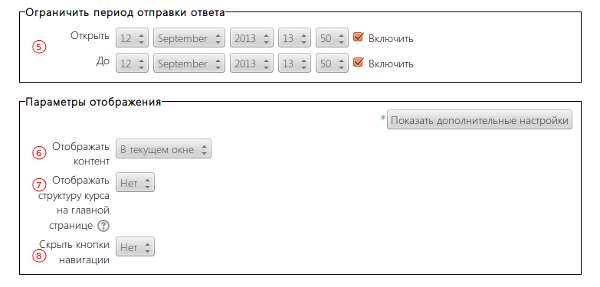 Ограничить период отправки ответа
5 Открыть 12 September 2013 13 50 Включить
До 12 September 2013 13 50 Включить
Параметры отображения
* Показать дополнительные настройки
6 Отображать контент В текущем окне
7 Отображать структуру курса на главной странице ? Нет
8 Скрыть кнопки навигации Нет